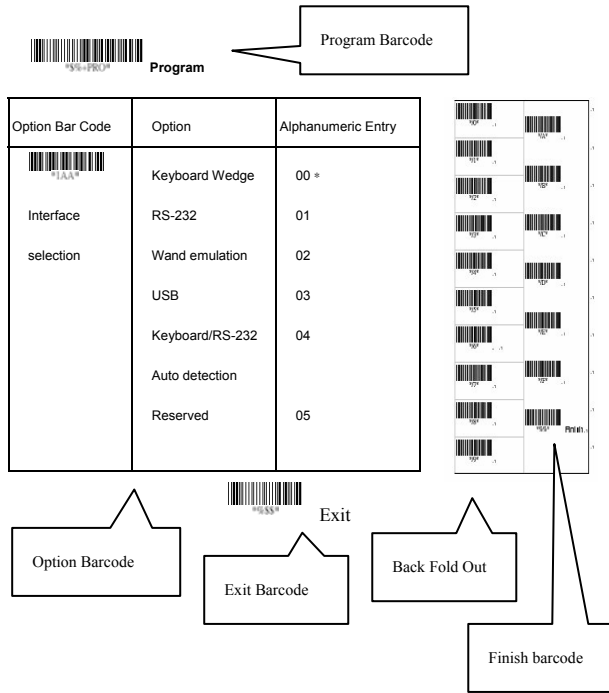 Program Barcode
*$%+PRO*
Program
Option Bar Code Option Alphanumeric Entry
*IAA*
Keyboard Wedge 00 *
Interface RS-232 01
selection Wand emulation 02
USB 03
Keyboard/RS-232 04
Auto detection
Reserved 05
Finish
*%$$*
Exit
Option Barcode
Exit Barcode
Back Fold Out
Finish barcode